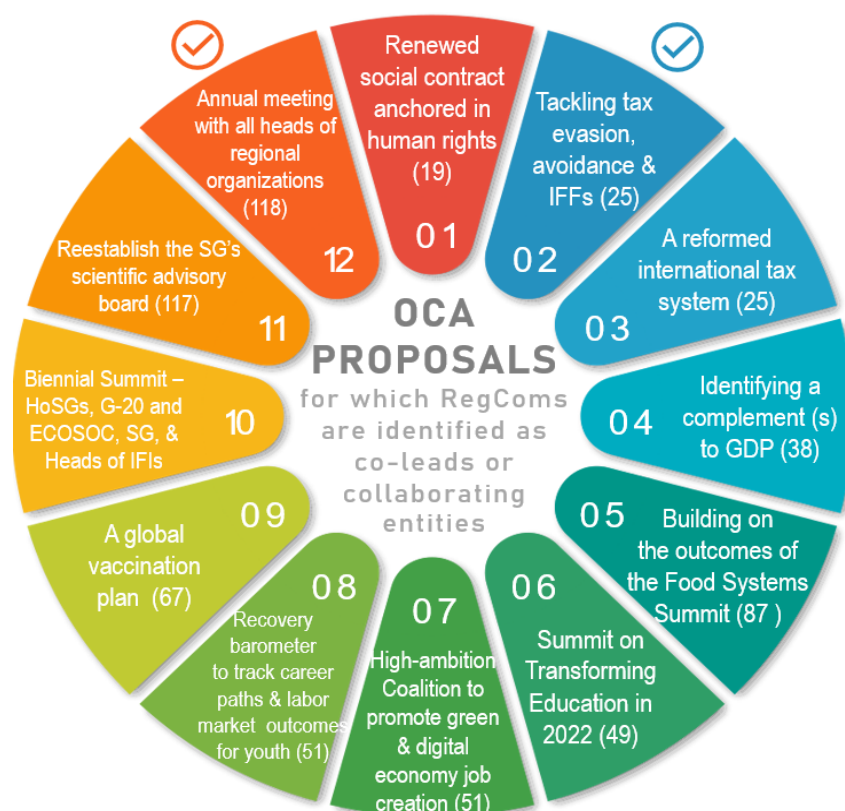 OCA
PROPOSALS
for which RegComs
are identified as
co-leads or
collaborating
entities
Renewed
social contract
anchored in
human rights
(19)
01
Tackling tax
evasion,
avoidance &
IFFs (25)
02
A reformed
international tax
system (25)
03
Identifying a
complement (s)
to GDP (38)
04
Building on
the outcomes of
the Food Systems
Summit (87 )
05
06
Summit on
Transforming
Education in
2022 (49)
07
High-ambition
Coalition to
promote green
& digital
economy job
creation (51)
08
Recovery
barometer
to track career
paths & labor
market outcomes
for youth (51)
09
A global
vaccination
plan (67)
10
Biennial Summit –
HoSGs, G-20 and
ECOSOC, SG, &
Heads of IFIs
11
Reestablish the SG's
scientific advisory
board (117)
Annual meeting
with all heads of
regional
organizations
(118)
12